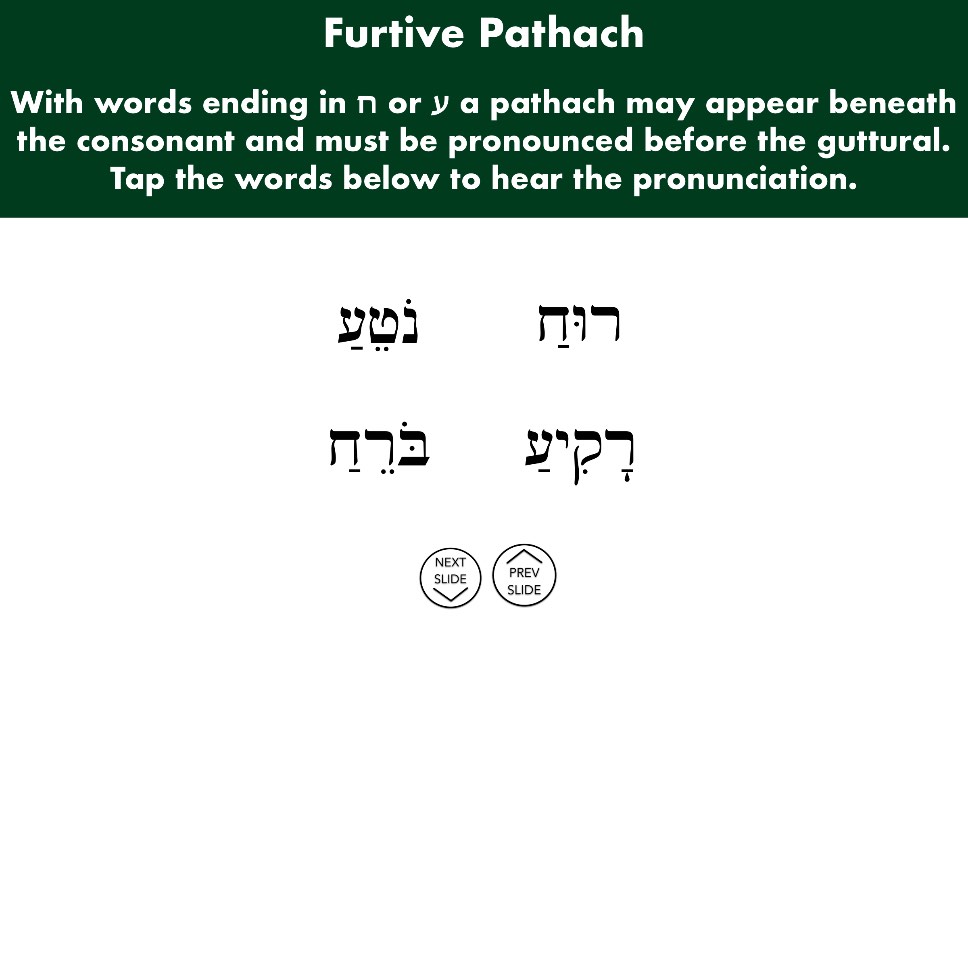 Furtive Pathach
With words ending in ח or ע a pathach may appear beneath
the consonant and must be pronounced before the guttural.
Tap the words below to hear the pronunciation.
רוּחַ נֹטֵעַ
רָקִיעַ בֹּרֵחַ
NEXT
SLIDE
PREV
SLIDE